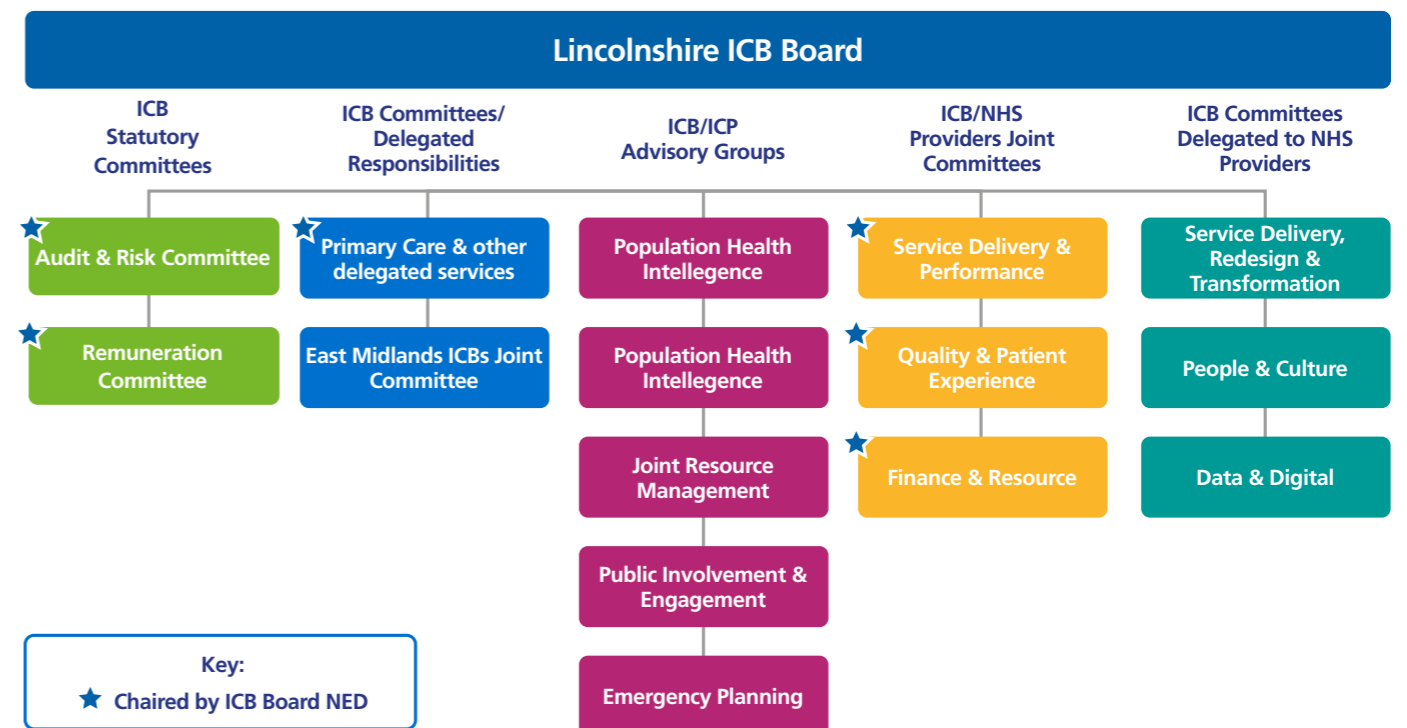 Lincolnshire ICB Board
ICB
Statutory
Committees
ICB Committees/
Delegated
Responsibilities
ICB/ICP
Advisory Groups
ICB/NHS
Providers Joint
Committees
ICB Committees
Delegated to NHS
Providers
Audit & Risk Committee
Remuneration
Committee
Primary Care & other
delegated services
East Midlands ICBs Joint
Committee
Population Health
Intellegence
Population Health
Intellegence
Joint Resource
Management
Public Involvement &
Engagement
Emergency Planning
Service Delivery &
Performance
Quality & Patient
Experience
Finance & Resource
Service Delivery,
Redesign &
Transformation
People & Culture
Data & Digital
Key:
Chaired by ICB Board NED